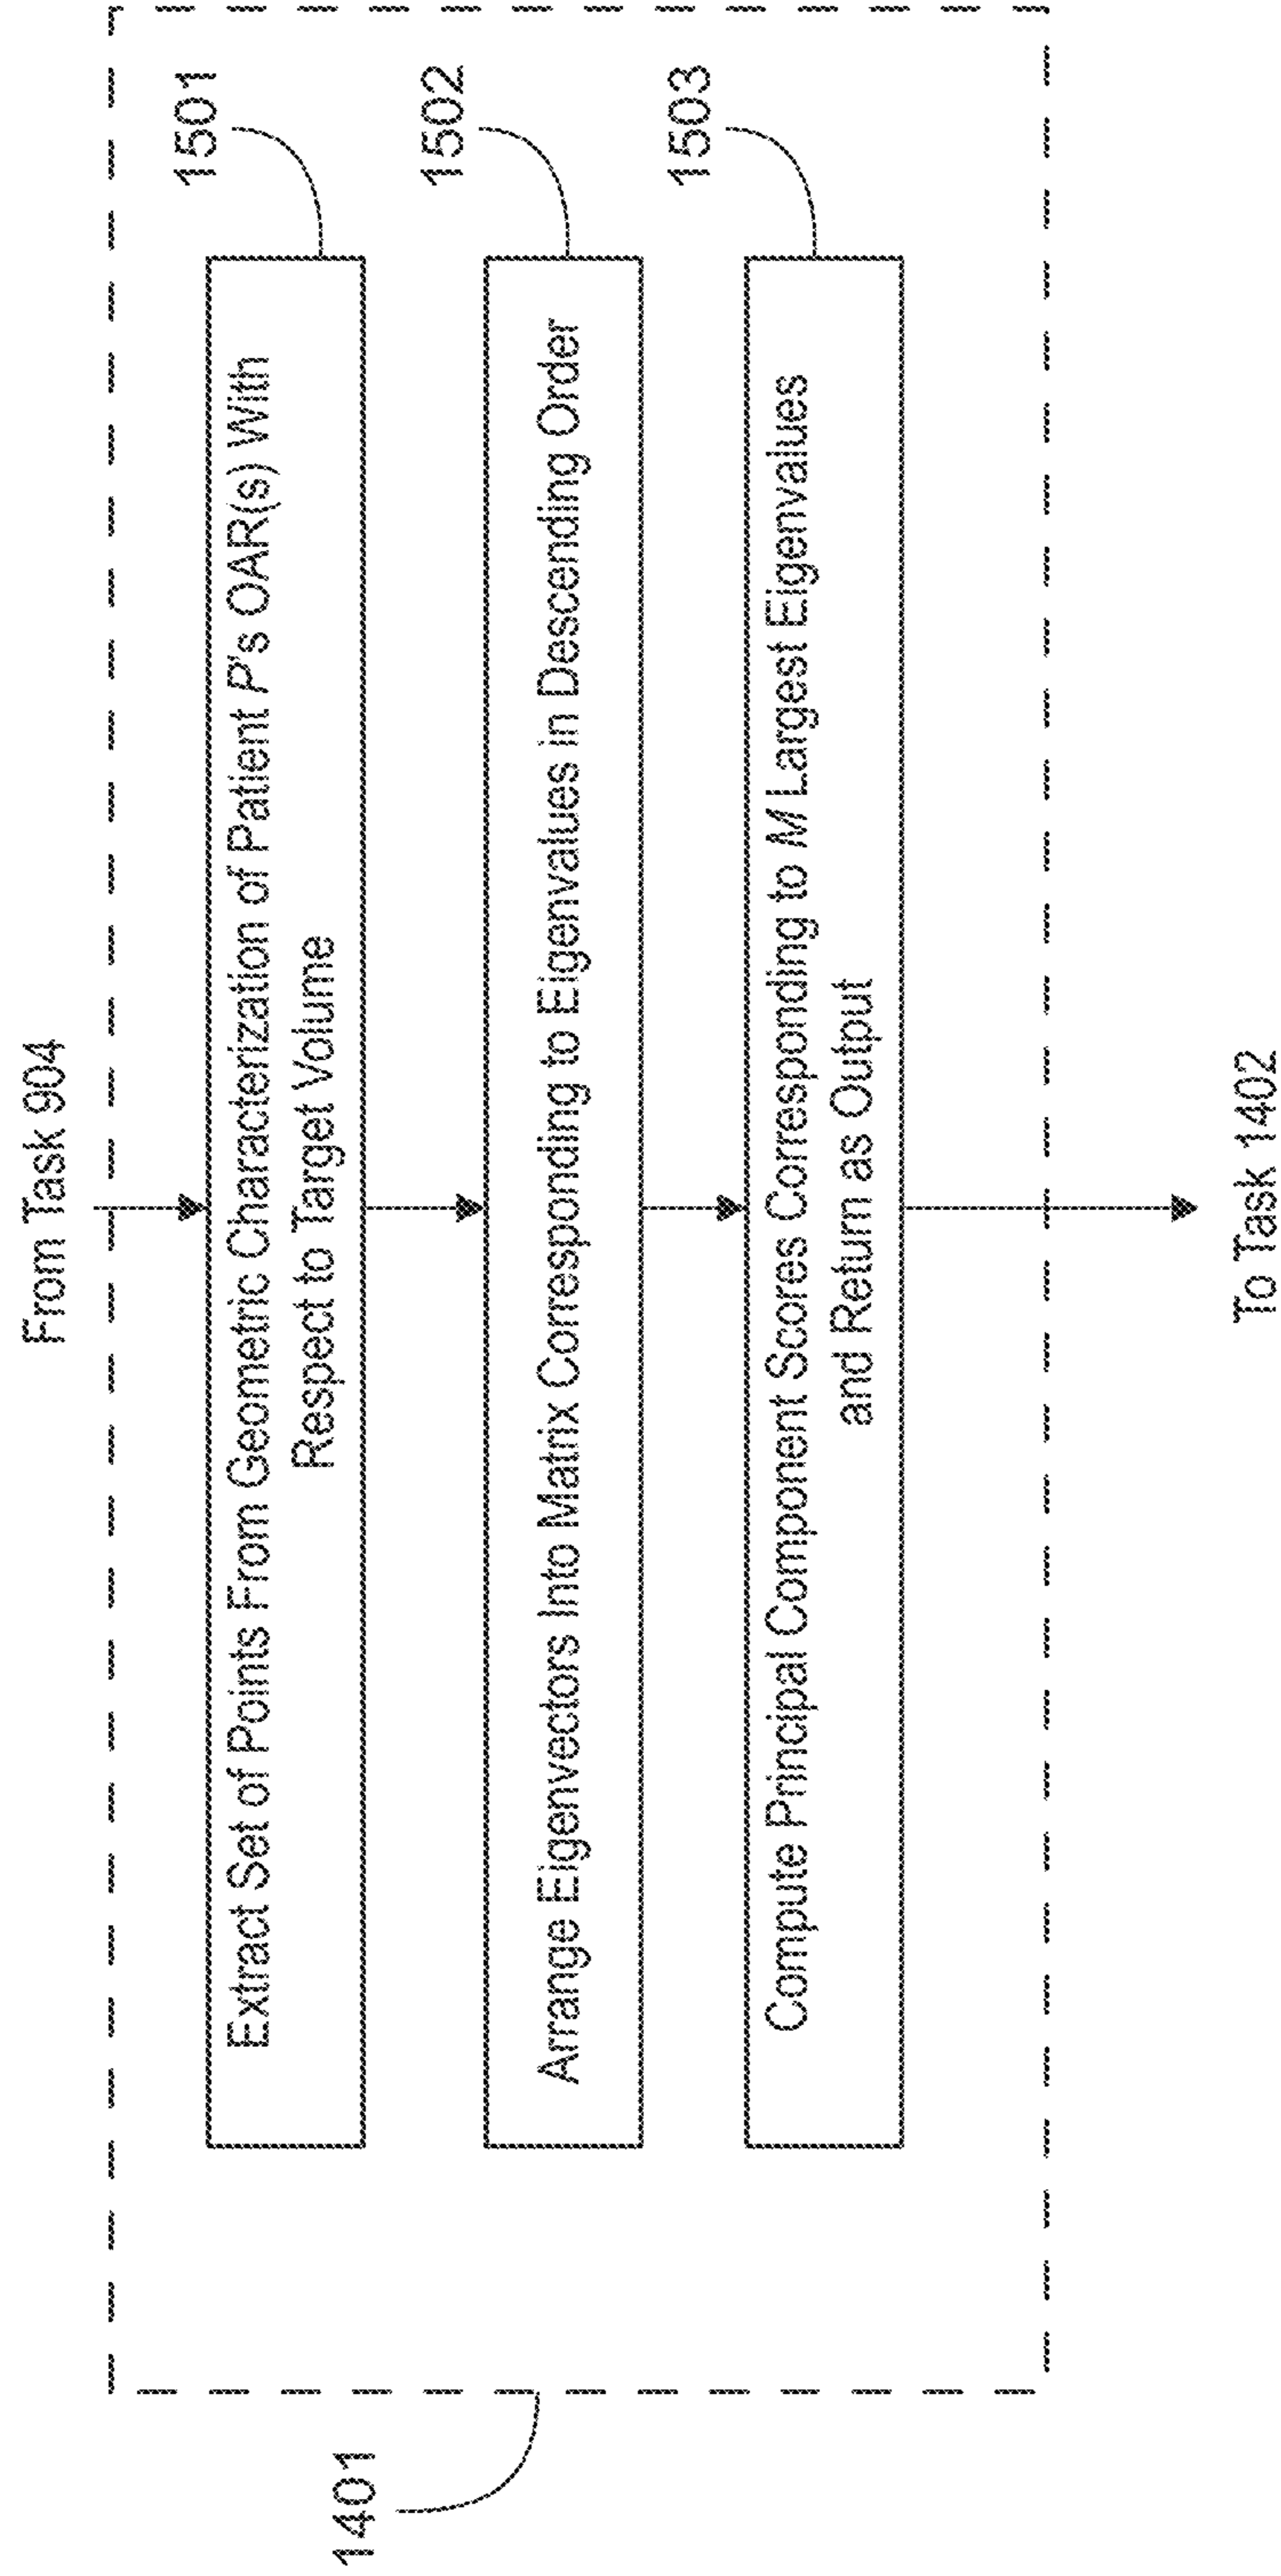 From Task 904
1501
Extract Set of Points From Geometric Characterization of Patient P's OAR(s) With
Respect to Target Volume
1502
Arrange Eigenvectors Into Matrix Corresponding to Eigenvalues in Descending Order
1503
Compute Principal Component Scores Corresponding to M Largest Eigenvalues
and Return as Output
1401
To Task 1402